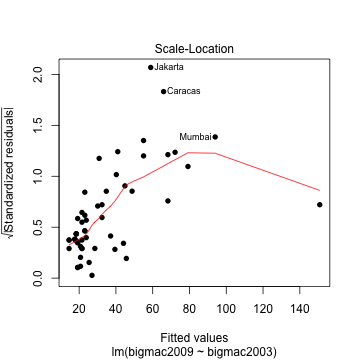 Scale-Location
√|Standardized residuals|
2.0
1.5
1.0
0.5
0.0
Jakarta
Caracas
Mumbai
20 40 60 80 100 120 140
Fitted values
lm(bigmac2009 ~ bigmac2003)